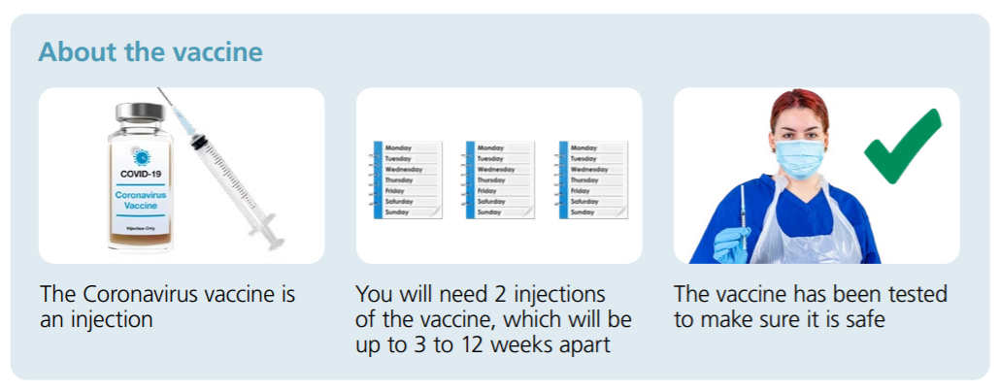 About the vaccine
COVID-19
Coronavirus
Vaccine
Injection Only
Monday
Tuesday
Wednesday
Thursday
Friday
Saturday
Sunday
Monday
Tuesday
Wednesday
Thursday
Friday
Saturday
Sunday
Monday
Tuesday
Wednesday
Thursday
Friday
Saturday
Sunday
The Coronavirus vaccine is
an injection
You will need 2 injections
of the vaccine, which will be
up to 3 to 12 weeks apart
The vaccine has been tested
to make sure it is safe